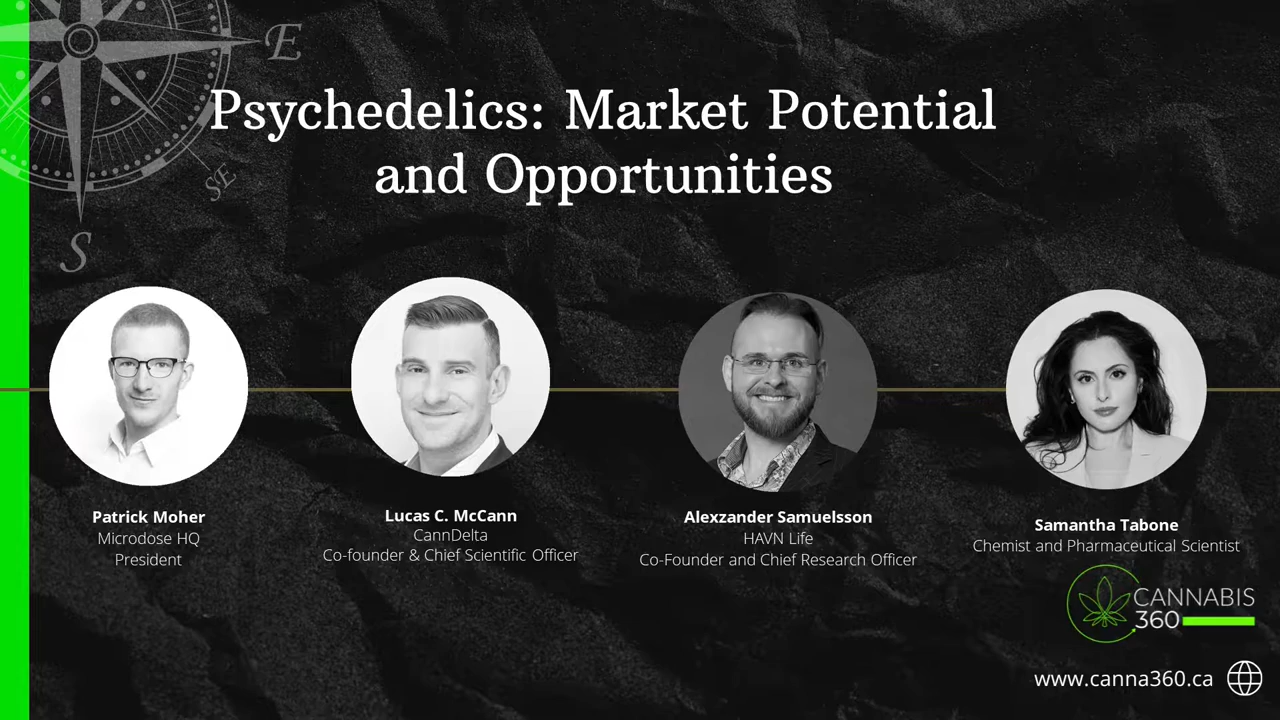 E
SE
S
Psychedelics: Market Potential
and Opportunities
Patrick Moher
Microdose HQ
President
Lucas C. McCann
CannDelta
Co-founder & Chief Scientific Officer
Alexzander Samuelsson
HAVN Life
Co-Founder and Chief Research Officer
Samantha Tabone
Chemist and Pharmaceutical Scientist
CANNABIS
360
www.canna360.ca